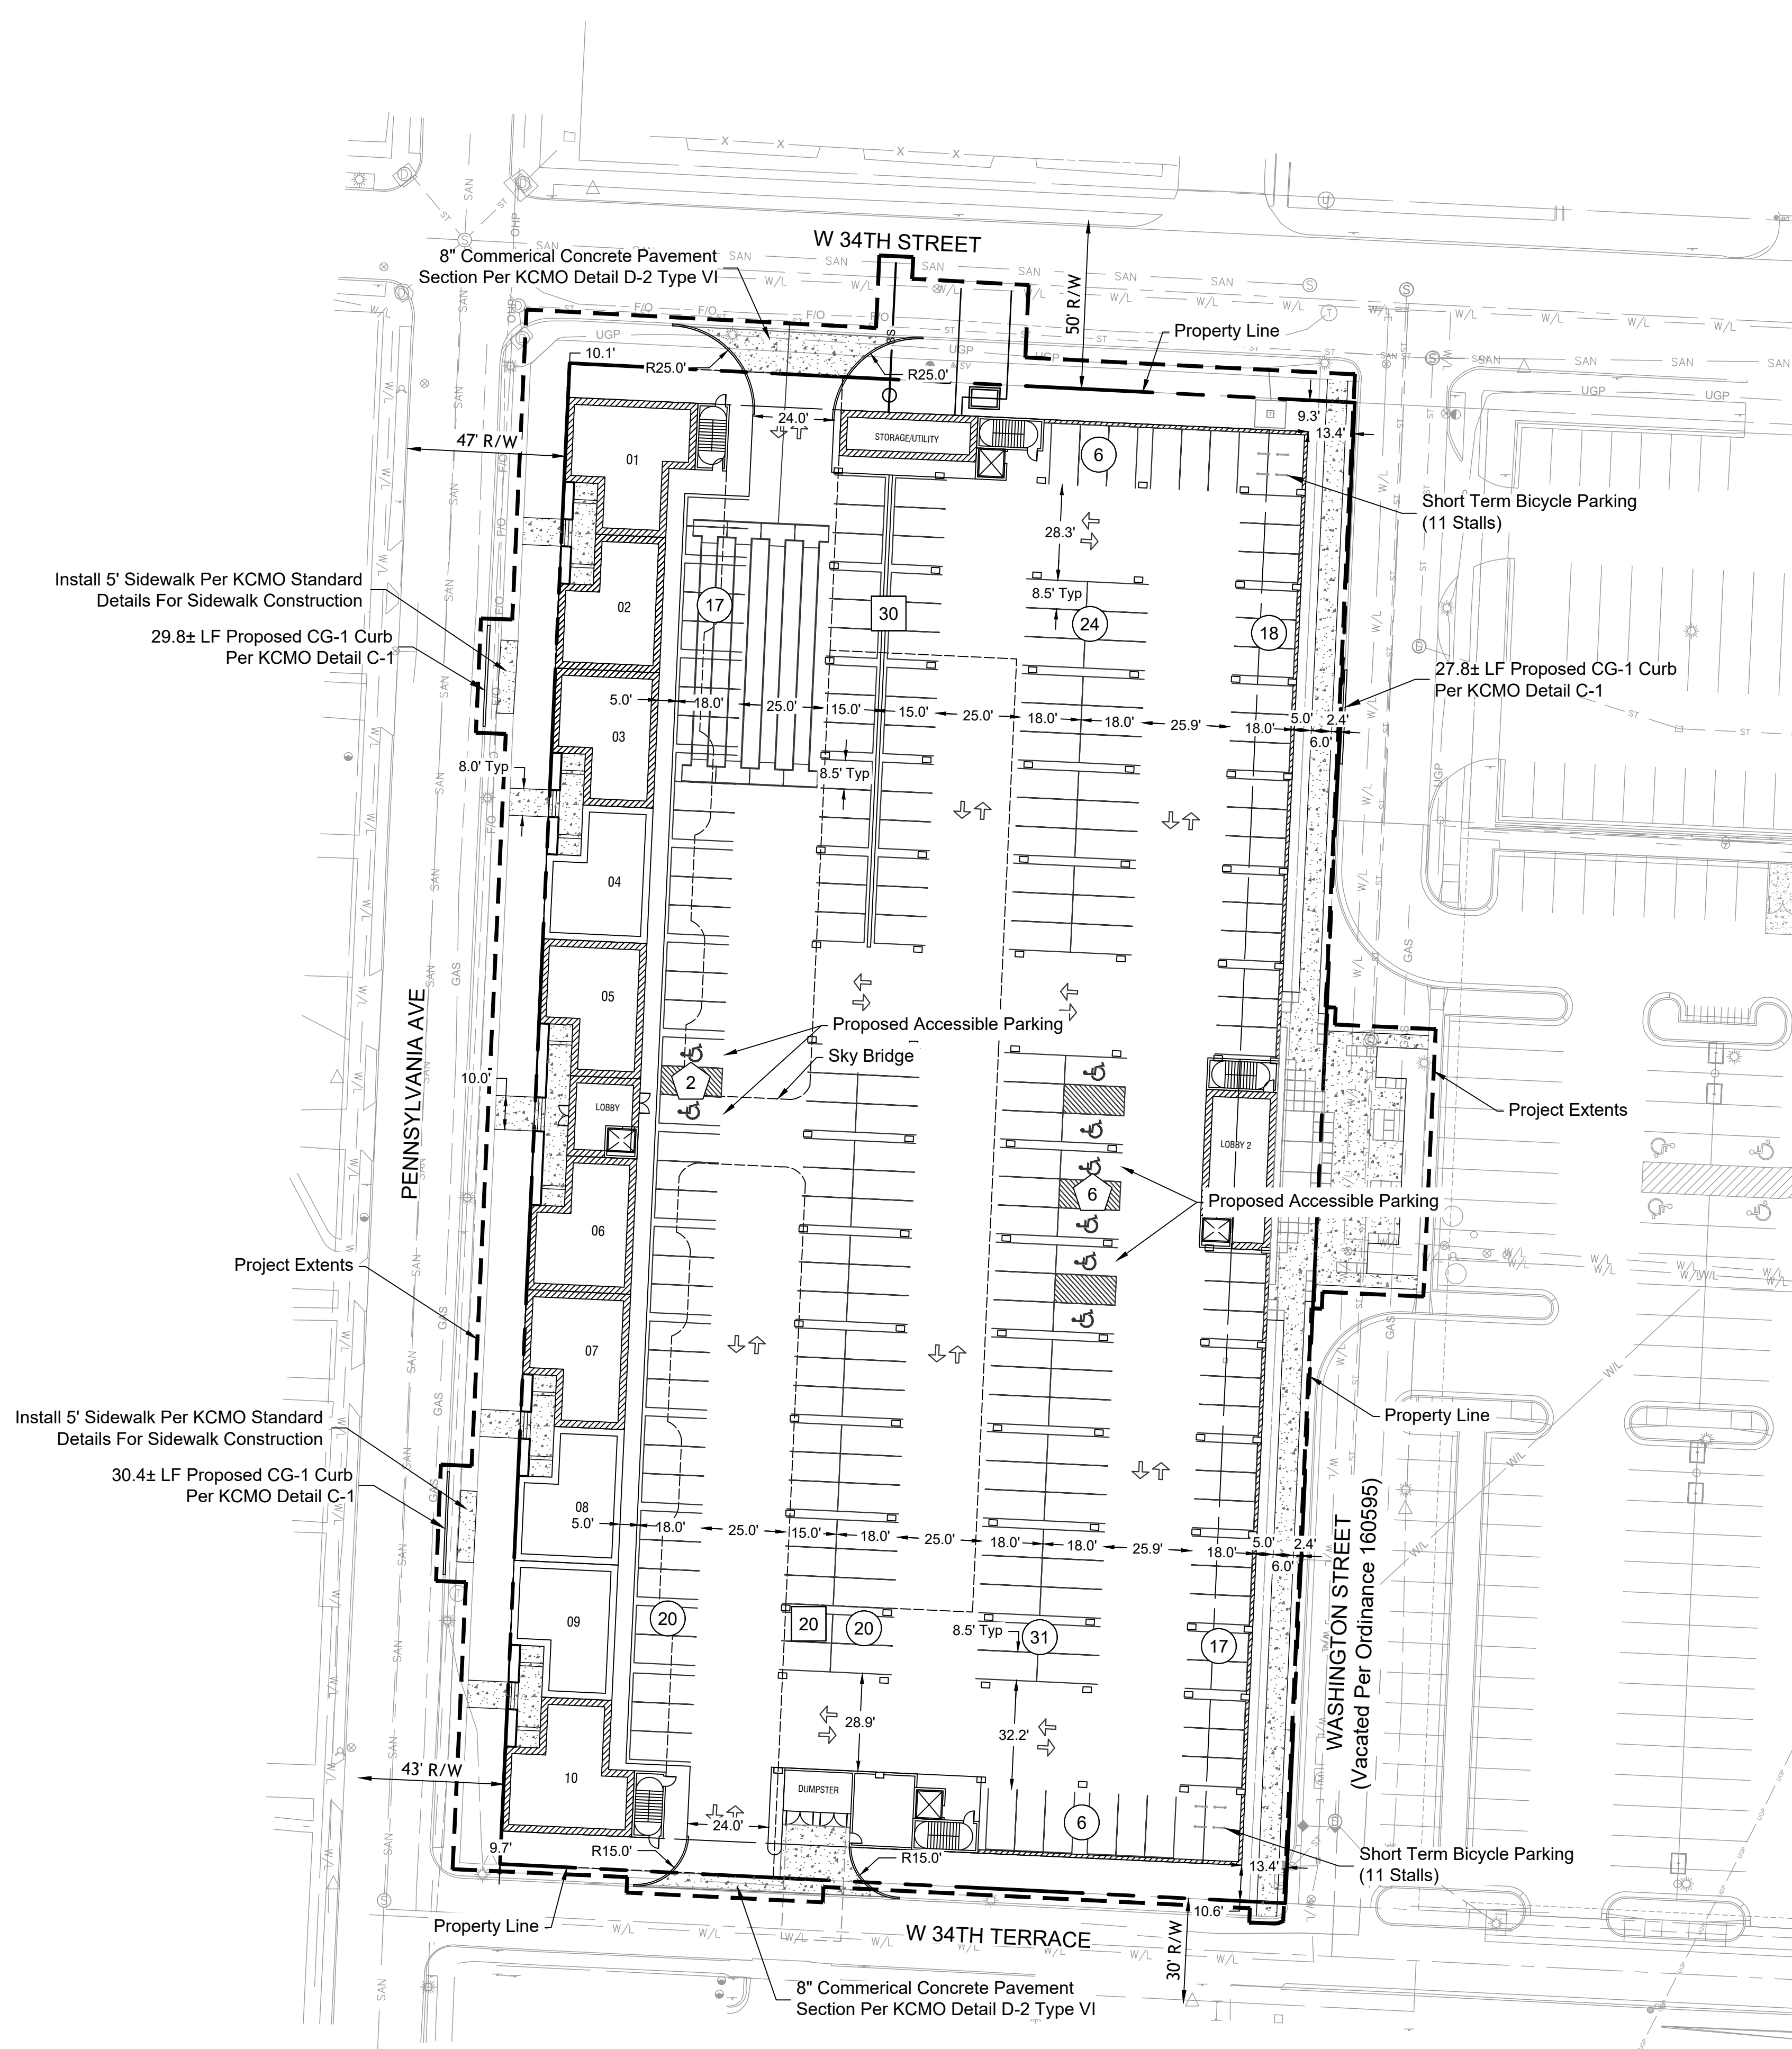 W 34TH STREET
8" Commerical Concrete Pavement
Section Per KCMO Detail D-2 Type VI
50' R/W
Property Line
10.1'
R25.0'
R25.0'
24.0'
9.3'
13.4'
47' R/W
01
STORAGE/UTILITY
6
Short Term Bicycle Parking
(11 Stalls)
28.3'
8.5' Typ
Install 5' Sidewalk Per KCMO Standard
Details For Sidewalk Construction
02
17
30
24
18
29.8± LF Proposed CG-1 Curb
Per KCMO Detail C-1
27.8± LF Proposed CG-1 Curb
Per KCMO Detail C-1
5.0'
18.0'
25.0'
15.0'
15.0'
25.0'
18.0'
18.0'
25.9'
18.0'
5.0'
6.0'
2.4'
03
8.0' Typ
8.5' Typ
04
05
PENNSYLVANIA AVE
Proposed Accessible Parking
Sky Bridge
10.0'
2
LOBBY
LOBBY 2
Project Extents
6
Proposed Accessible Parking
06
Project Extents
07
Property Line
Install 5' Sidewalk Per KCMO Standard
Details For Sidewalk Construction
30.4± LF Proposed CG-1 Curb
Per KCMO Detail C-1
08
5.0'
18.0'
25.0'
15.0'
18.0'
25.0'
18.0'
18.0'
25.9'
18.0'
5.0'
6.0'
2.4'
WASHINGTON STREET
(Vacated Per Ordinance 160595)
09
20
20
20
8.5' Typ
31
17
28.9'
32.2'
43' R/W
10
DUMPSTER
24.0'
6
9.7'
R15.0'
R15.0'
13.4'
Short Term Bicycle Parking
(11 Stalls)
10.6'
Property Line
W 34TH TERRACE
30' R/W
8" Commerical Concrete Pavement
Section Per KCMO Detail D-2 Type VI
SAN
W/L
F/O
UGP
OHP
GAS
ST
SS
X